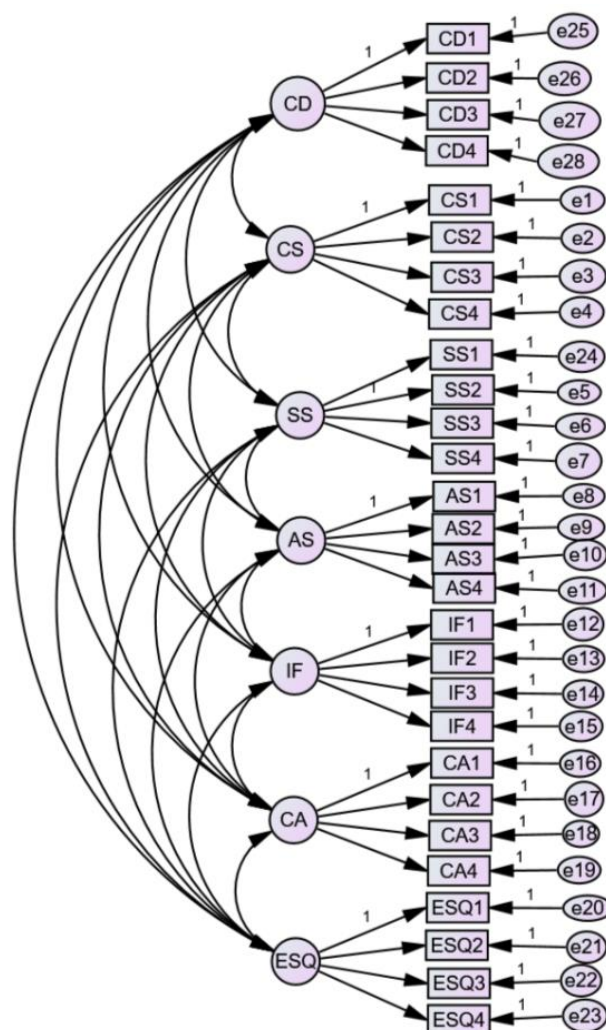 1 CD1 1 e25
CD2 1 e26
CD
CD3 1 e27
CD4 1 e28
1 CS1 1 e1
CS2 1 e2
CS
CS3 1 e3
CS4 1 e4
SS1 1 e24
1 SS2 1 e5
SS
SS3 1 e6
SS4 1 e7
1 AS1 1 e8
AS2 1 e9
AS
AS3 1 e10
AS4 1 e11
1 IF1 1 e12
IF2 1 e13
IF
IF3 1 e14
IF4 1 e15
1 CA1 1 e16
CA2 1 e17
CA
CA3 1 e18
CA4 1 e19
1 ESQ1 1 e20
ESQ2 1 e21
ESQ
ESQ3 1 e22
ESQ4 1 e23